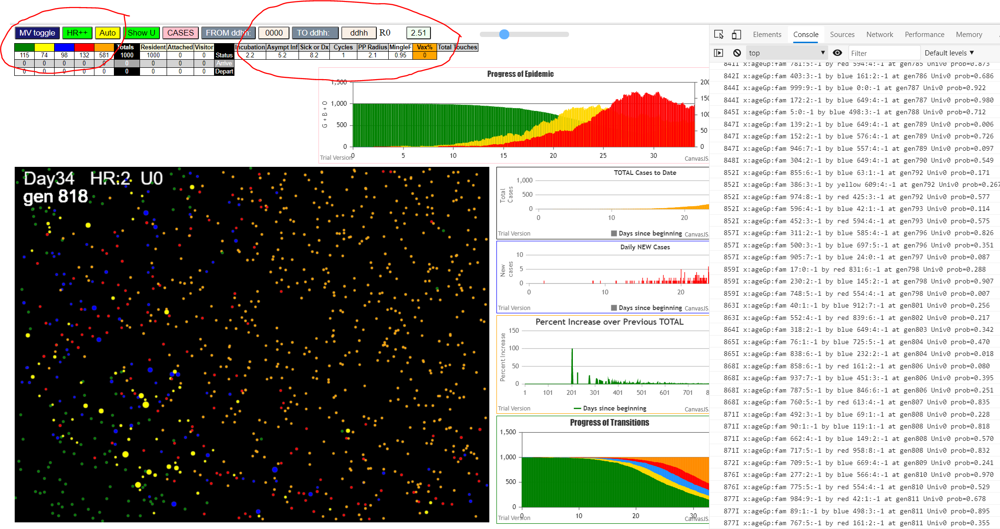 MV toggle HR++ Auto Show U CASES FROM ddhh: 0000 TO ddhh: ddhh R0 2.51
Totals Resident Attached Visitor Incubation Asympt Inf Sick or Dx Cycles PP Radius MingleF Vax% Total Touches
115 74 98 132 581 1000 1000 0 0 Status 2.2 5.2 8.2 1 2.1 0.95 0
0 0 0 0 0 0 0 0 0 Arrive
0 0 0 0 0 0 0 0 0 Depart
Progress of Epidemic
1,500 200
1,000 150
100
500 50
0 0
G + B + O
0 5 10 15 20 25 30
Trial Version CanvasJS.
Day34 HR:2 U0
gen 818
TOTAL Cases to Date
Total Cases
1,000
500
0
0 10 20
Days since beginning
Trial Version CanvasJS.
Daily NEW Cases
New cases
10
5
0
0 10 20
Days since beginning
Trial Version CanvasJS.
Percent Increase over Previous TOTAL
Percent Increase
150
100
50
0
1 101 201 301 401 501 601 701 8
Days since beginning
Trial Version CanvasJS.
Progress of Transitions
1,500
1,000
500
0
0 10 20 30
Trial Version CanvasJS.
Elements Console Sources Network Performance Memory
top Filter Default levels
841I x:ageGp:fam 781:5:-1 by red 594:4:-1 at gen785 Univ0 prob=0.873
842I x:ageGp:fam 403:3:-1 by blue 161:2:-1 at gen786 Univ0 prob=0.686
844I x:ageGp:fam 999:9:-1 by blue 0:0:-1 at gen787 Univ0 prob=0.922
844I x:ageGp:fam 172:2:-1 by blue 649:4:-1 at gen787 Univ0 prob=0.980
845I x:ageGp:fam 5:0:-1 by blue 498:3:-1 at gen788 Univ0 prob=0.712
847I x:ageGp:fam 139:2:-1 by blue 649:4:-1 at gen789 Univ0 prob=0.006
847I x:ageGp:fam 152:2:-1 by blue 576:4:-1 at gen789 Univ0 prob=0.726
847I x:ageGp:fam 946:7:-1 by blue 557:4:-1 at gen789 Univ0 prob=0.097
848I x:ageGp:fam 304:2:-1 by blue 649:4:-1 at gen790 Univ0 prob=0.549
852I x:ageGp:fam 855:6:-1 by blue 63:1:-1 at gen792 Univ0 prob=0.171
852I x:ageGp:fam 386:3:-1 by yellow 609:4:-1 at gen792 Univ0 prob=0.267
852I x:ageGp:fam 974:8:-1 by red 425:3:-1 at gen792 Univ0 prob=0.577
852I x:ageGp:fam 596:4:-1 by blue 42:1:-1 at gen793 Univ0 prob=0.114
852I x:ageGp:fam 452:3:-1 by red 594:4:-1 at gen793 Univ0 prob=0.575
857I x:ageGp:fam 311:2:-1 by blue 585:4:-1 at gen796 Univ0 prob=0.826
857I x:ageGp:fam 500:3:-1 by blue 697:5:-1 at gen796 Univ0 prob=0.351
857I x:ageGp:fam 905:7:-1 by blue 24:0:-1 at gen797 Univ0 prob=0.087
859I x:ageGp:fam 17:0:-1 by red 831:6:-1 at gen798 Univ0 prob=0.288
859I x:ageGp:fam 230:2:-1 by blue 145:2:-1 at gen798 Univ0 prob=0.907
859I x:ageGp:fam 748:5:-1 by red 554:4:-1 at gen798 Univ0 prob=0.007
863I x:ageGp:fam 40:1:-1 by blue 912:7:-1 at gen801 Univ0 prob=0.256
863I x:ageGp:fam 552:4:-1 by red 839:6:-1 at gen802 Univ0 prob=0.217
864I x:ageGp:fam 318:2:-1 by blue 649:4:-1 at gen803 Univ0 prob=0.342
865I x:ageGp:fam 76:1:-1 by blue 725:5:-1 at gen804 Univ0 prob=0.470
865I x:ageGp:fam 838:6:-1 by blue 232:2:-1 at gen804 Univ0 prob=0.018
868I x:ageGp:fam 858:6:-1 by red 161:2:-1 at gen806 Univ0 prob=0.080
868I x:ageGp:fam 937:7:-1 by blue 451:3:-1 at gen806 Univ0 prob=0.395
868I x:ageGp:fam 787:5:-1 by blue 846:6:-1 at gen806 Univ0 prob=0.251
868I x:ageGp:fam 760:5:-1 by red 613:4:-1 at gen807 Univ0 prob=0.835
871I x:ageGp:fam 492:3:-1 by blue 69:1:-1 at gen808 Univ0 prob=0.228
871I x:ageGp:fam 90:1:-1 by blue 119:1:-1 at gen808 Univ0 prob=0.818
871I x:ageGp:fam 662:4:-1 by blue 149:2:-1 at gen808 Univ0 prob=0.570
871I x:ageGp:fam 717:5:-1 by red 958:8:-1 at gen808 Univ0 prob=0.832
872I x:ageGp:fam 709:5:-1 by blue 669:4:-1 at gen809 Univ0 prob=0.241
876I x:ageGp:fam 277:2:-1 by blue 566:4:-1 at gen810 Univ0 prob=0.970
876I x:ageGp:fam 775:5:-1 by red 554:4:-1 at gen810 Univ0 prob=0.529
877I x:ageGp:fam 984:9:-1 by red 42:1:-1 at gen811 Univ0 prob=0.678
877I x:ageGp:fam 89:1:-1 by blue 498:3:-1 at gen811 Univ0 prob=0.895
877I x:ageGp:fam 767:5:-1 by red 161:2:-1 at gen811 Univ0 prob=0.355